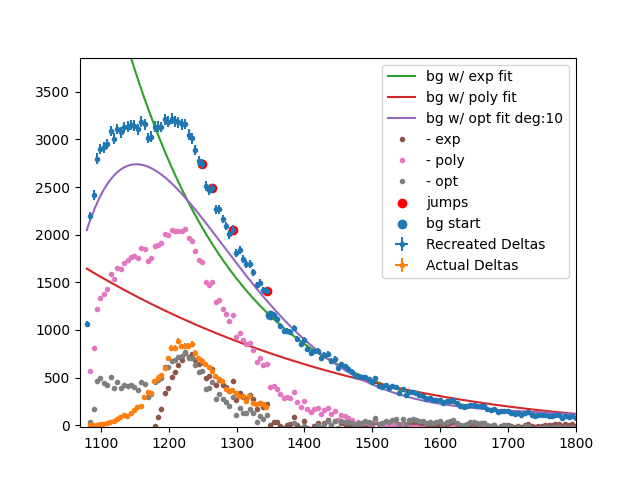 bg w/ exp fit
bg w/ poly fit
bg w/ opt fit deg:10
- exp
- poly
- opt
jumps
bg start
Recreated Deltas
Actual Deltas
3500
3000
2500
2000
1500
1000
500
0
1100 1200 1300 1400 1500 1600 1700 1800